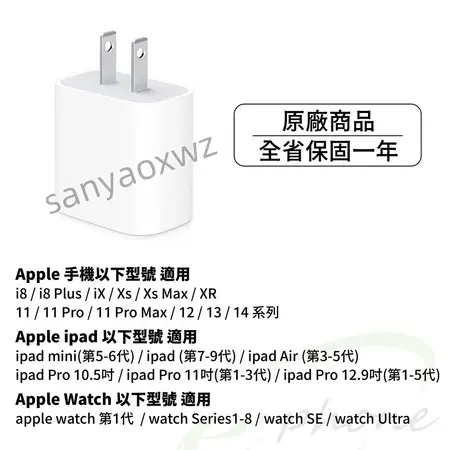 sanyaoxwz
原廠商品
全省保固一年
Apple 手機以下型號 適用
i8 / i8 Plus / iX / Xs / Xs Max / XR
11 / 11 Pro / 11 Pro Max / 12 / 13 / 14 系列
Apple ipad 以下型號 適用
ipad mini(第5-6代) / ipad (第7-9代) / ipad Air (第3-5代)
ipad Pro 10.5吋 / ipad Pro 11吋(第1-3代) / ipad Pro 12.9吋(第1-5代)
Apple Watch 以下型號 適用
apple watch 第1代 / watch Series1-8 / watch SE / watch Ultra
phone